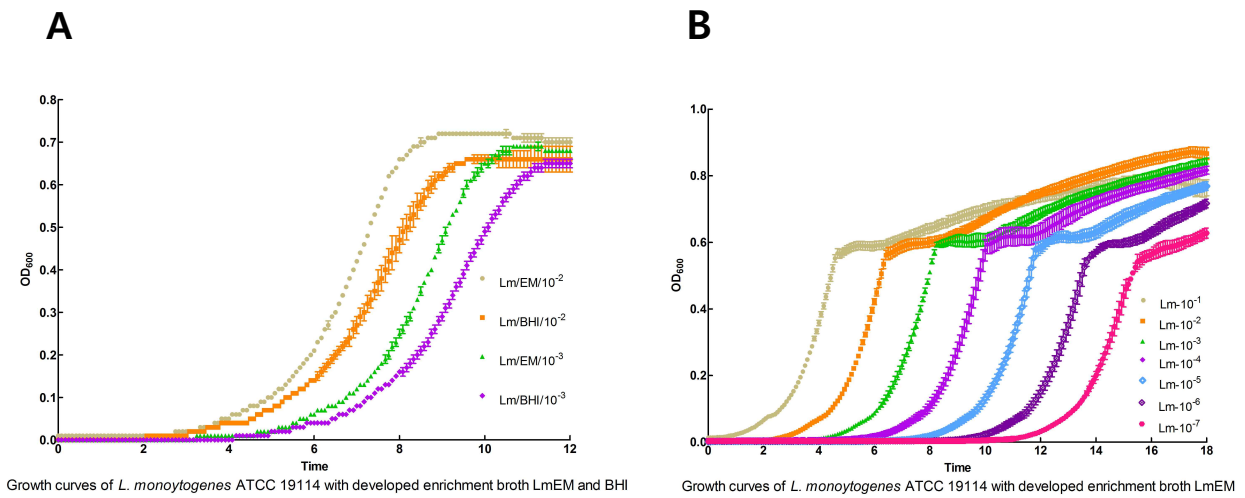 A
0.8
0.7
0.6
0.5
0.4
0.3
0.2
0.1
0.0
OD600
0 2 4 6 8 10 12
Time
Lm/EM/10-2
Lm/BHI/10-2
Lm/EM/10-3
Lm/BHI/10-3
Growth curves of L. monoytogenes ATCC 19114 with developed enrichment broth LmEM and BHI
B
1.0
0.8
0.6
0.4
0.2
0.0
OD600
0 2 4 6 8 10 12 14 16 18
Time
Lm-10-1
Lm-10-2
Lm-10-3
Lm-10-4
Lm-10-5
Lm-10-6
Lm-10-7
Growth curves of L. monoytogenes ATCC 19114 with developed enrichment broth LmEM